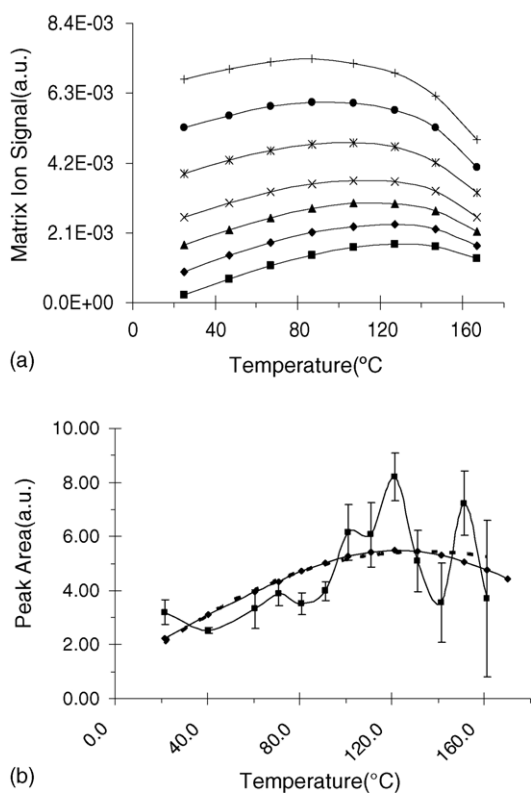 8.4E-03
6.3E-03
4.2E-03
2.1E-03
0.0E+00
Matrix Ion Signal(a.u.)
0 40 80 120 160
Temperature(ºC
(a)
10.00
8.00
6.00
4.00
2.00
0.00
Peak Area(a.u.)
0.0 40.0 80.0 120.0 160.0
Temperature(°C)
(b)